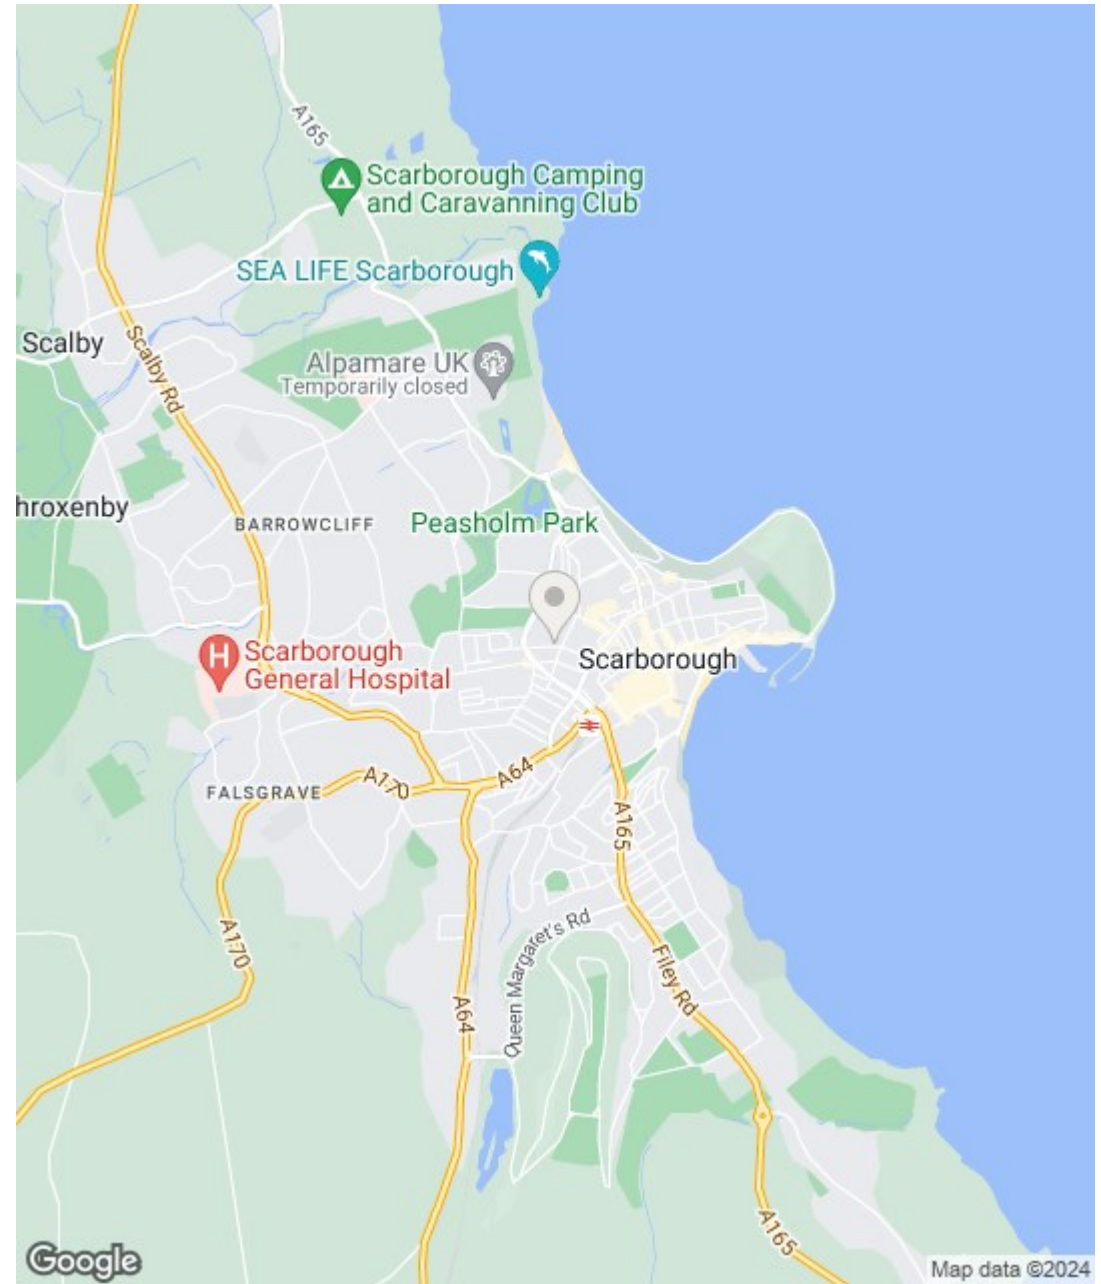 A165
Scarborough Camping
and Caravanning Club
SEA LIFE Scarborough
Scalby
Scalby Rd
Alpamare UK
Temporarily closed
hroxenby
BARROWCLIFF
Peasholm Park
H
Scarborough
General Hospital
Scarborough
A64
A170
FALSGRAVE
A165
A170
Queen Margaret's Rd
Filey Rd
A64
A165
Google
Map data ©2024